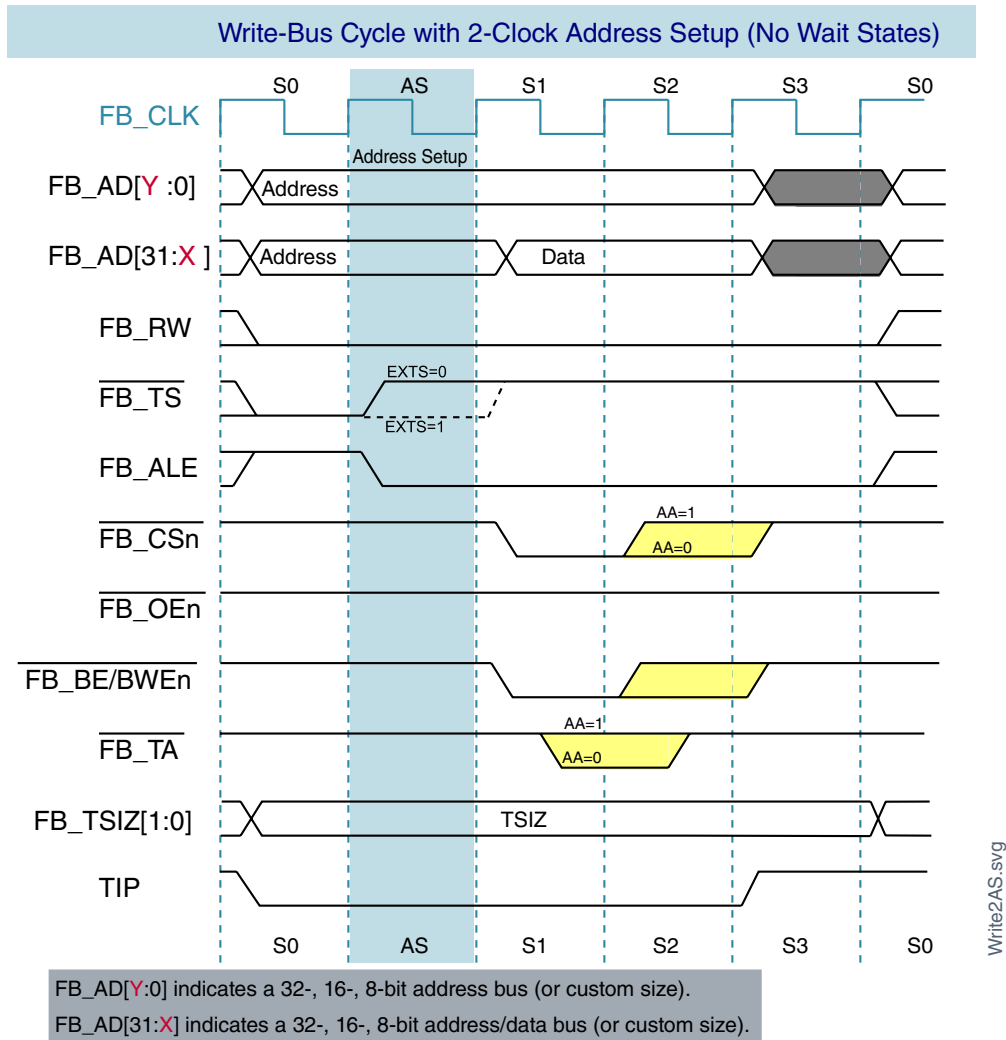 Write-Bus Cycle with 2-Clock Address Setup (No Wait States)
S0 AS S1 S2 S3 S0
FB_CLK
Address Setup
FB_AD[Y :0] Address
FB_AD[31:X ] Address Data
FB_RW
EXTS=0
FB_TS
EXTS=1
FB_ALE
AA=1
FB_CSn
AA=0
FB_OEn
FB_BE/BWEn
AA=1
FB_TA
AA=0
FB_TSIZ[1:0] TSIZ
TIP
S0 AS S1 S2 S3 S0
Write2AS.svg
FB_AD[Y:0] indicates a 32-, 16-, 8-bit address bus (or custom size).
FB_AD[31:X] indicates a 32-, 16-, 8-bit address/data bus (or custom size).